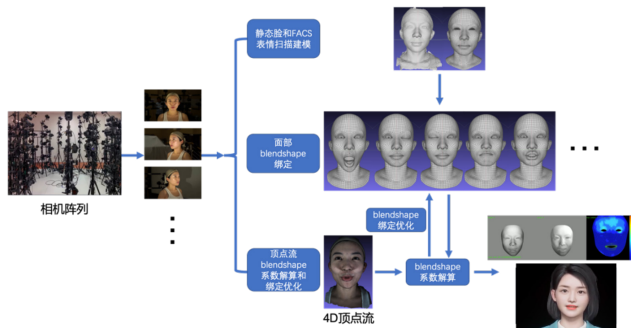 静态脸和FACS
表情扫描建模
面部
blendshape
绑定
相机阵列
blendshape
绑定优化
顶点流
blendshape
系数解算和
绑定优化
blendshape
系数解算
4D顶点流